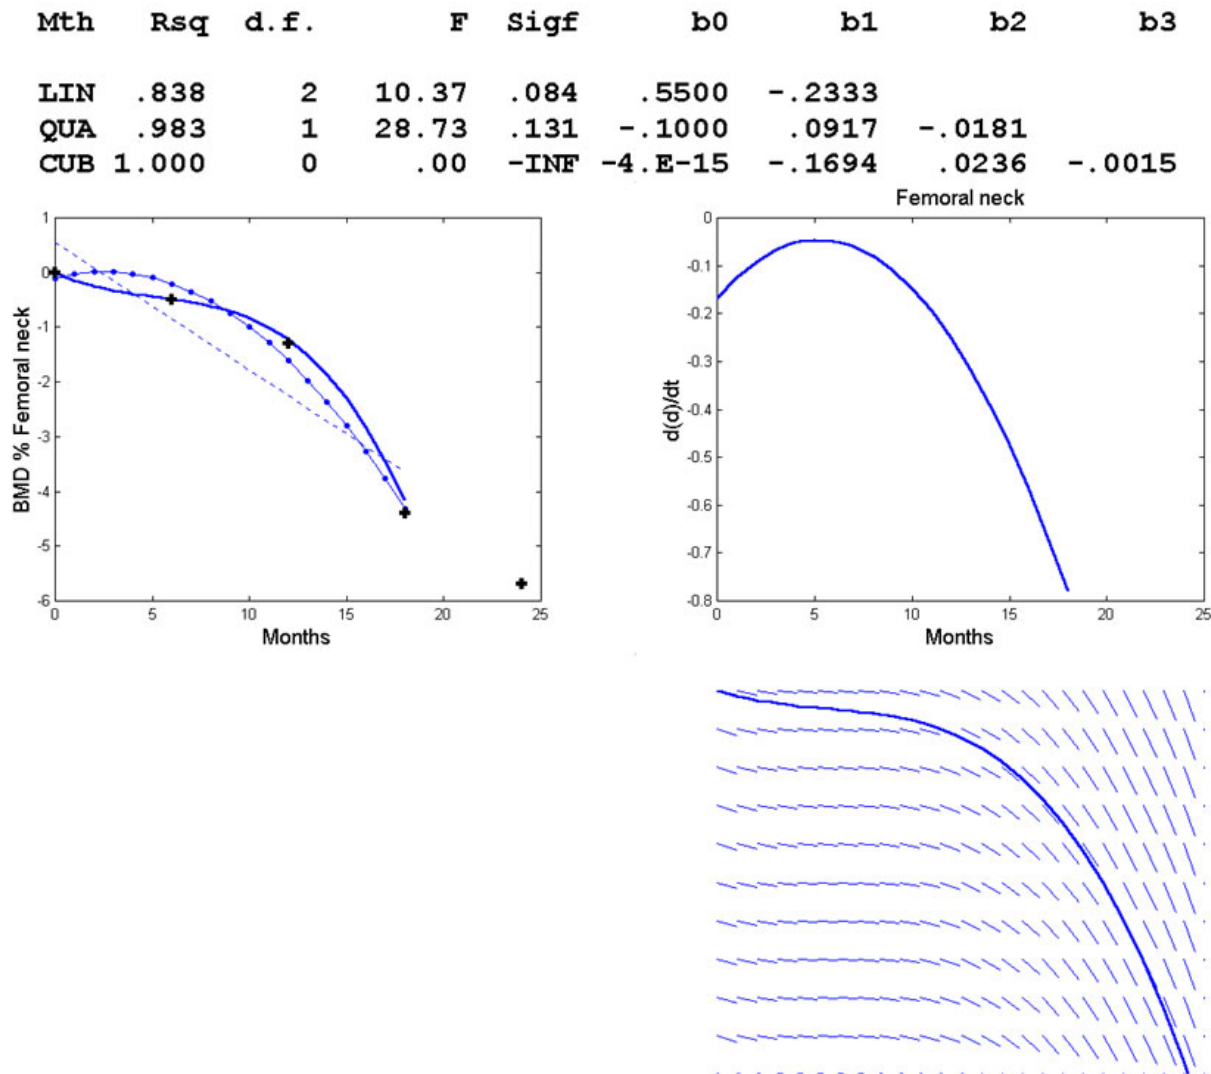 Mth Rsq d.f. F Sigf b0 b1 b2 b3
LIN .838 2 10.37 .084 .5500 -.2333
QUA .983 1 28.73 .131 -.1000 .0917 -.0181
CUB 1.000 0 .00 -INF -4.E-15 -.1694 .0236 -.0015
1
0
-1
-2
-3
-4
-5
-6
0 5 10 15 20 25
BMD % Femoral neck
Months
Femoral neck
0
-0.1
-0.2
-0.3
-0.4
-0.5
-0.6
-0.7
-0.8
0 5 10 15 20 25
d(d)/dt
Months